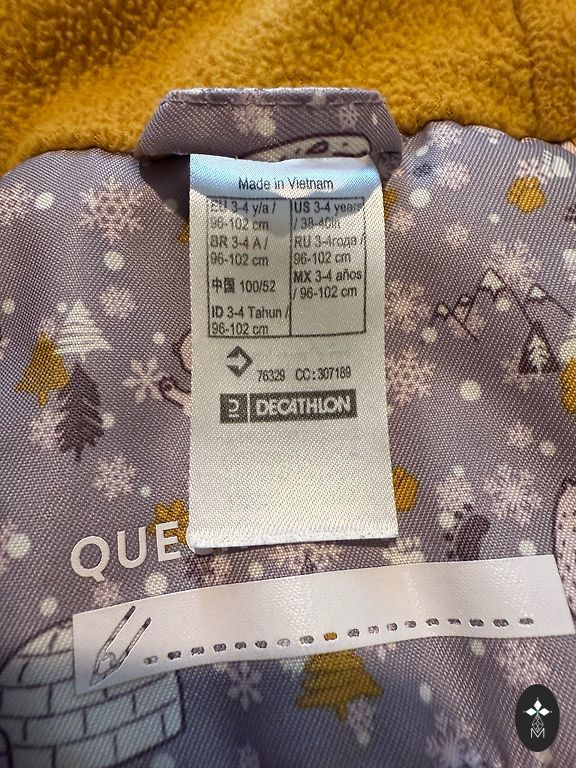 Made in Vietnam
EU 3-4 y/a /
96-102 cm
BR 3-4 A /
96-102 cm
中国 100/52
ID 3-4 Tahun /
96-102 cm
US 3-4 years
/ 38-40in
RU 3-4года /
96-102 cm
MX 3-4 años
/ 96-102 cm
76329 CC:307189
DECATHLON
QUE
M